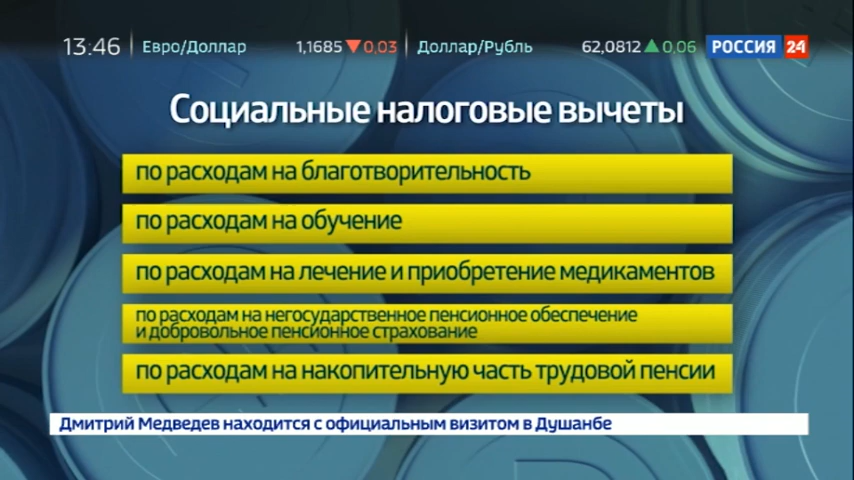 13:46 Евро/Доллар 1,1685 ▼0,03 Доллар/Рубль 62,0812 ▲0,06 РОССИЯ 24
Социальные налоговые вычеты
по расходам на благотворительность
по расходам на обучение
по расходам на лечение и приобретение медикаментов
по расходам на негосударственное пенсионное обеспечение
и добровольное пенсионное страхование
по расходам на накопительную часть трудовой пенсии
Дмитрий Медведев находится с официальным визитом в Душанбе